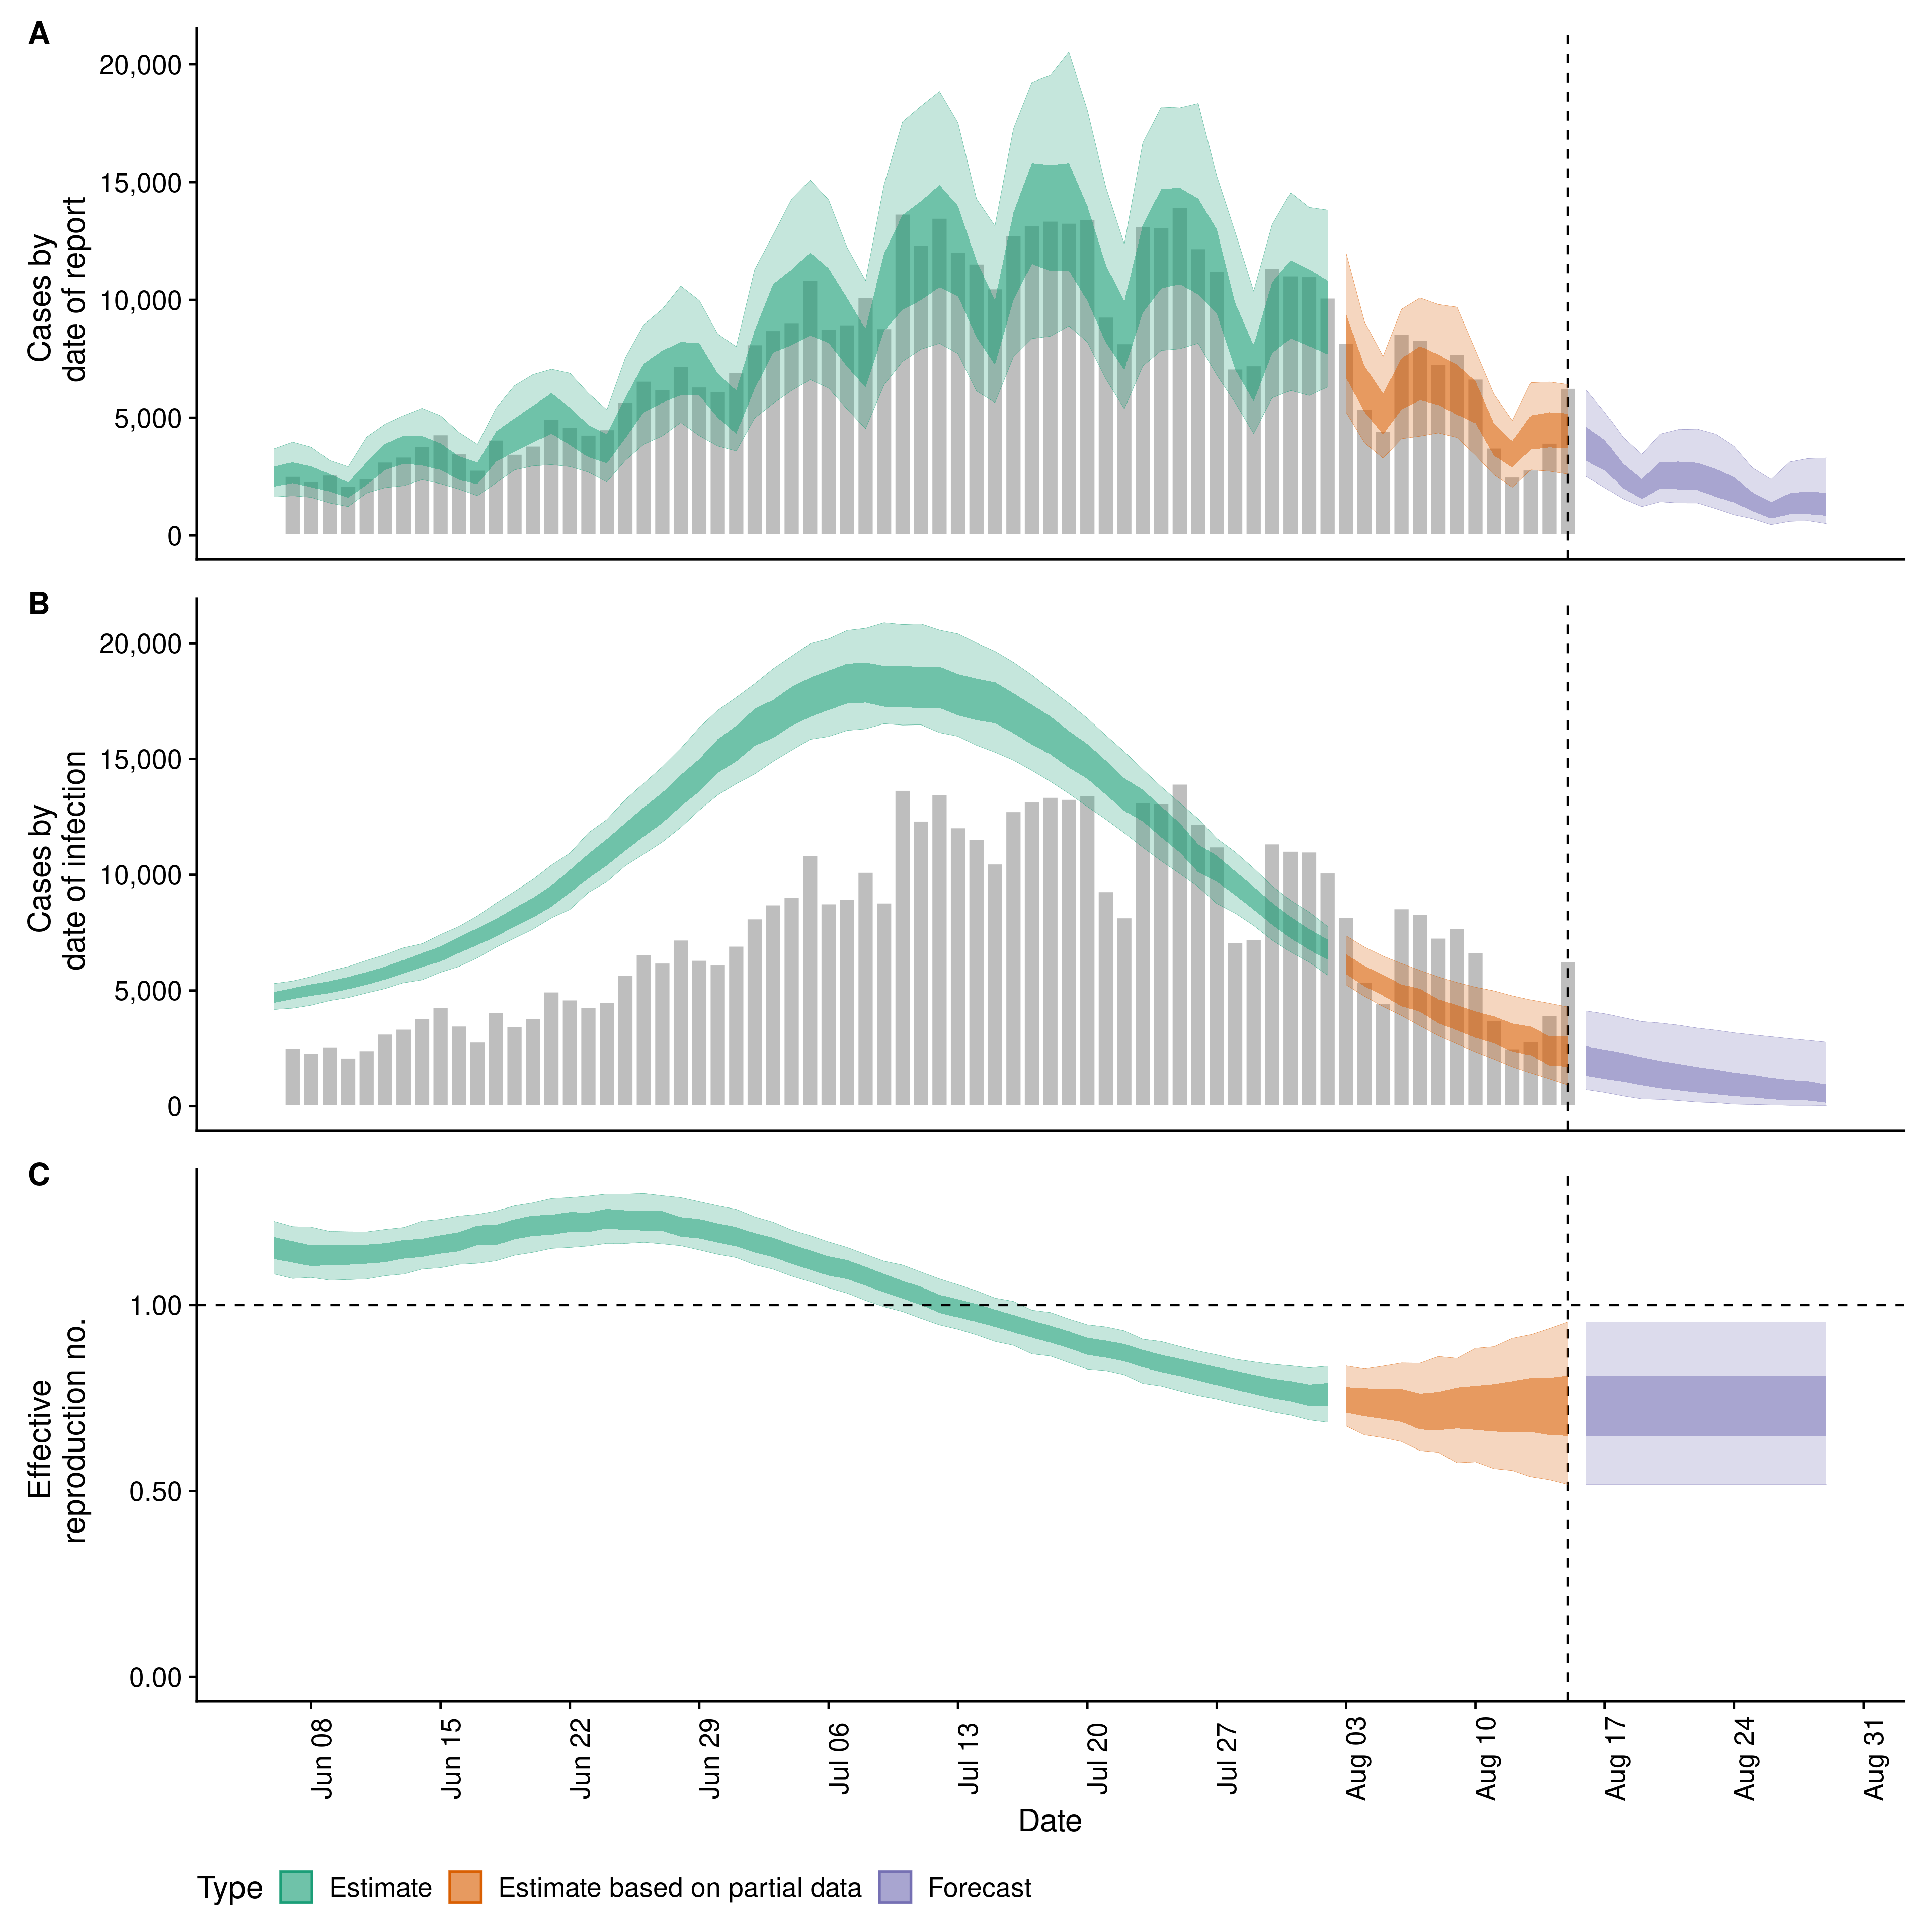 A
20,000
15,000
10,000
5,000
0
Cases by
date of report
B
20,000
15,000
10,000
5,000
0
Cases by
date of infection
C
1.00
0.50
0.00
Effective
reproduction no.
Jun 08
Jun 15
Jun 22
Jun 29
Jul 06
Jul 13
Jul 20
Jul 27
Aug 03
Aug 10
Aug 17
Aug 24
Aug 31
Date
Type Estimate Estimate based on partial data Forecast